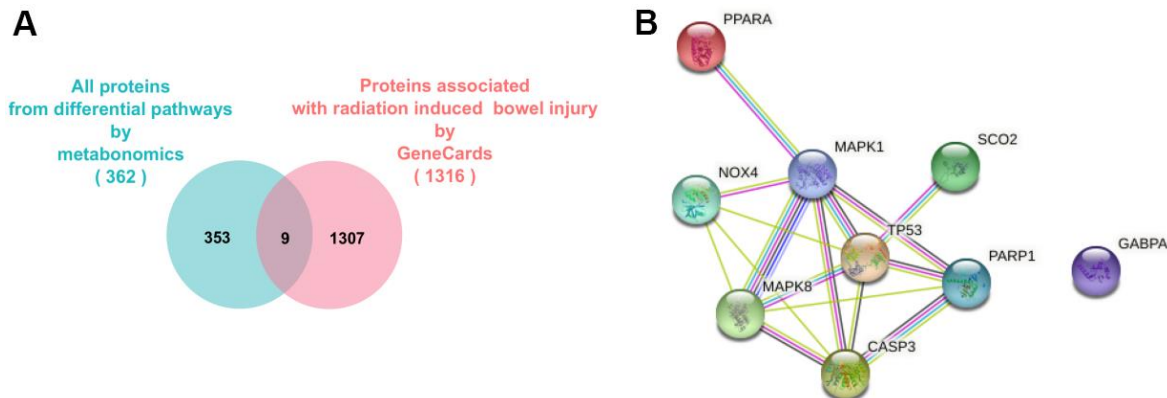 A
All proteins
from differential pathways
by
metabonomics
( 362 )
Proteins associated
with radiation induced bowel injury
by
GeneCards
( 1316 )
353
9
1307
B
PPARA
MAPK1
SCO2
NOX4
TP53
GABPA
PARP1
MAPK8
CASP3